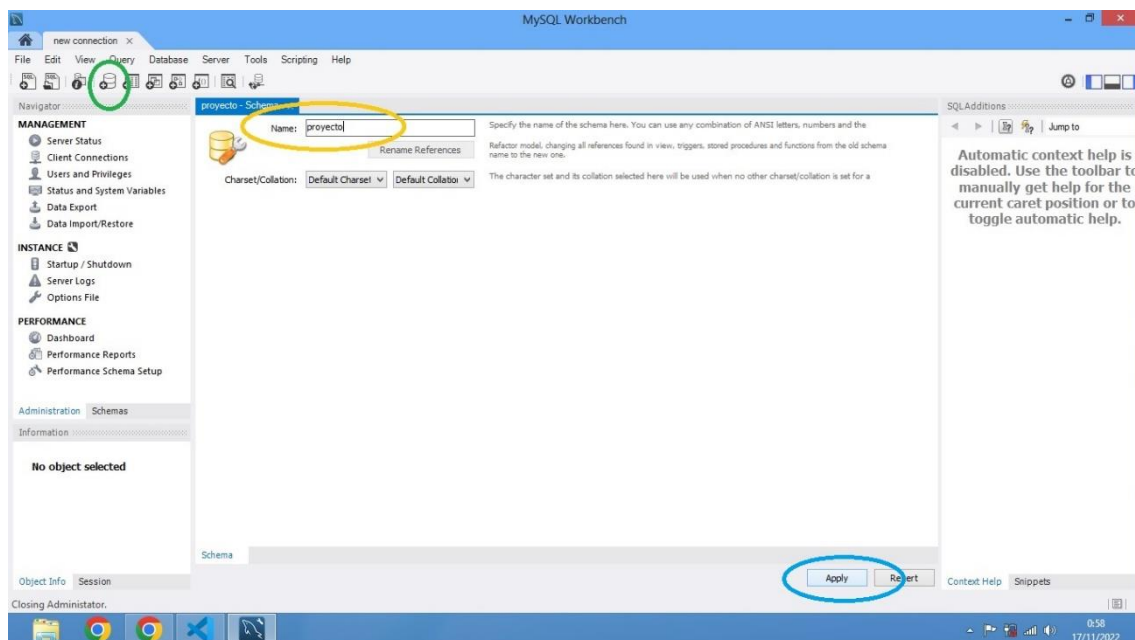 MySQL Workbench
new connection ×
File Edit View Query Database Server Tools Scripting Help
Navigator
MANAGEMENT
Server Status
Client Connections
Users and Privileges
Status and System Variables
Data Export
Data Import/Restore
INSTANCE
Startup / Shutdown
Server Logs
Options File
PERFORMANCE
Dashboard
Performance Reports
Performance Schema Setup
Administration Schemas
Information
No object selected
Object Info Session
Closing Administator.
proyecto - Schema
Name: proyecto
Rename References
Specify the name of the schema here. You can use any combination of ANSI letters, numbers and the
Refactor model, changing all references found in view, triggers, stored procedures and functions from the old schema
name to the new one.
Charset/Collation: Default Charset Default Collation
The character set and its collation selected here will be used when no other charset/collation is set for a
Schema
Apply Revert
SQLAdditions
Jump to
Automatic context help is
disabled. Use the toolbar to
manually get help for the
current caret position or to
toggle automatic help.
Context Help Snippets
0:58
17/11/2022